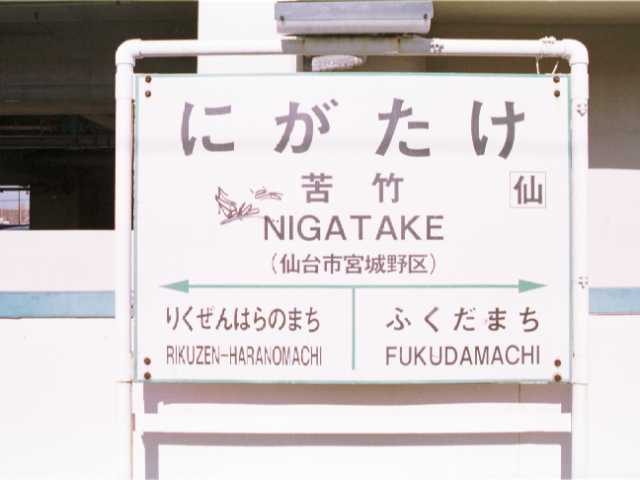 にがたけ
苦竹 仙
NIGATAKE
(仙台市宮城野区)
りくぜんはらのまち ふくだまち
RIKUZEN-HARANOMACHI FUKUDAMACHI